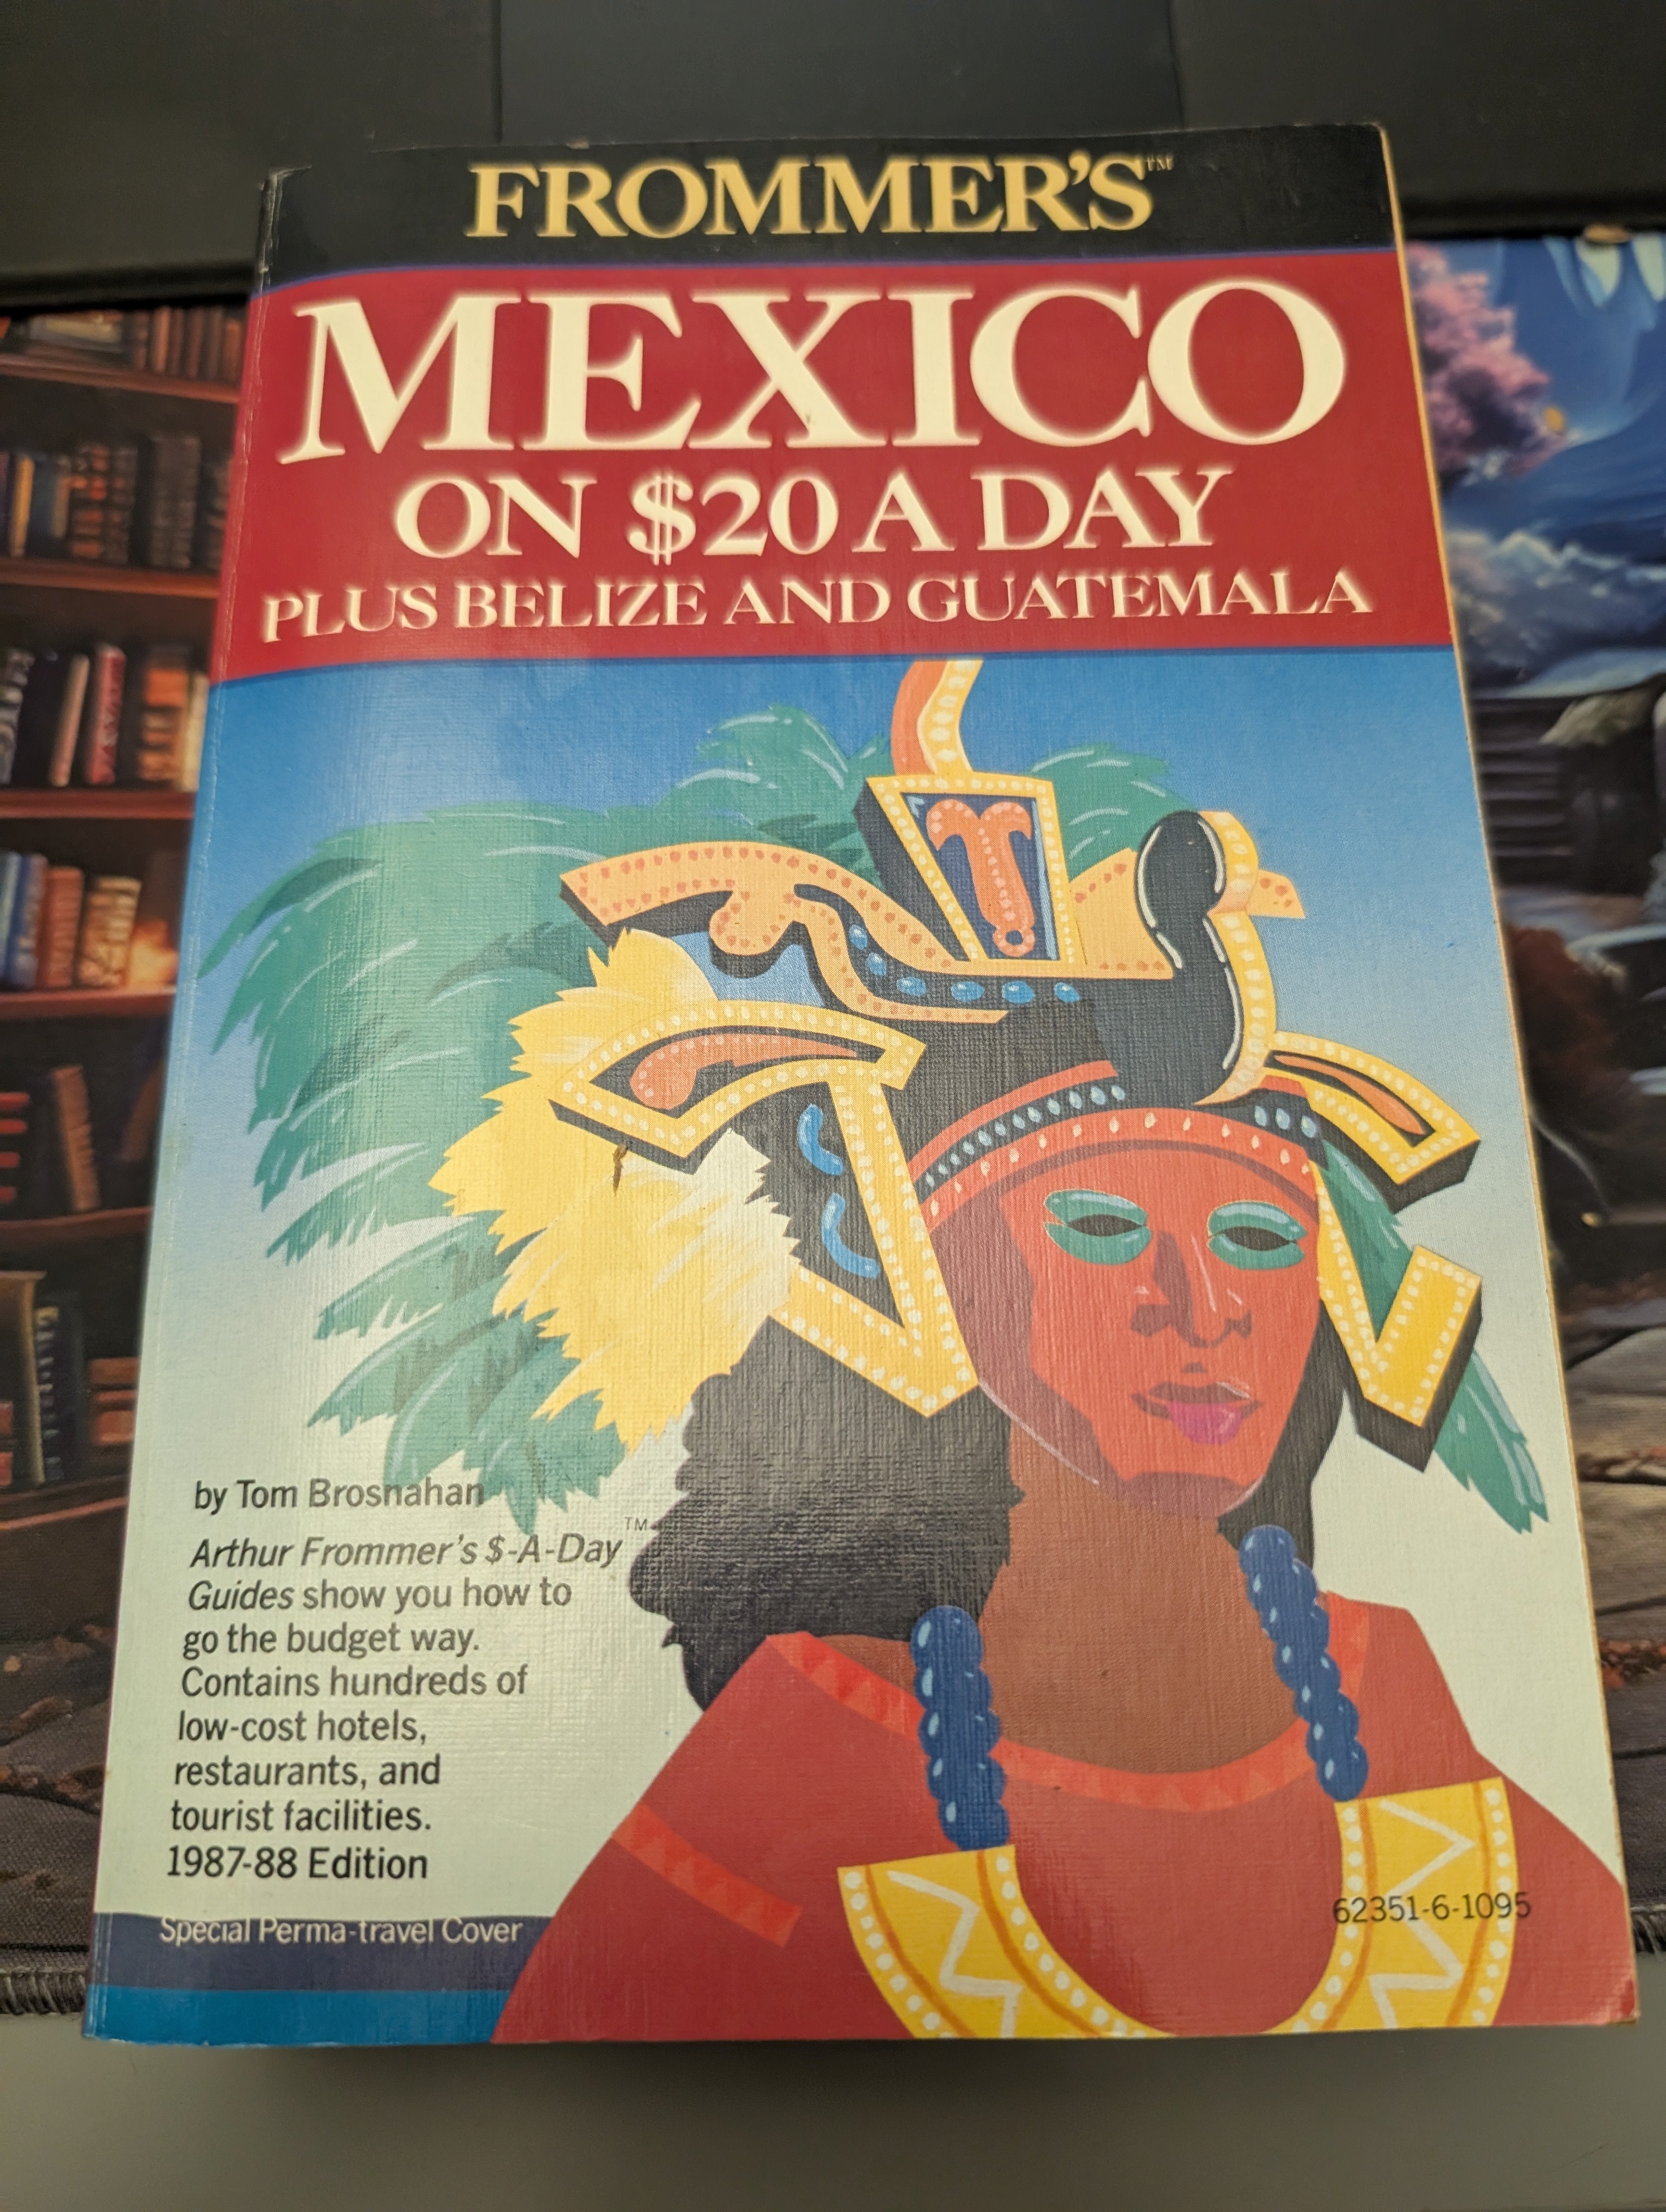 FROMMER'S™
MEXICO
ON $20 A DAY
PLUS BELIZE AND GUATEMALA
by Tom Brosnahan
Arthur Frommer's $-A-Day™
Guides show you how to
go the budget way.
Contains hundreds of
low-cost hotels,
restaurants, and
tourist facilities.
1987-88 Edition
Special Perma-travel Cover
62351-6-1095